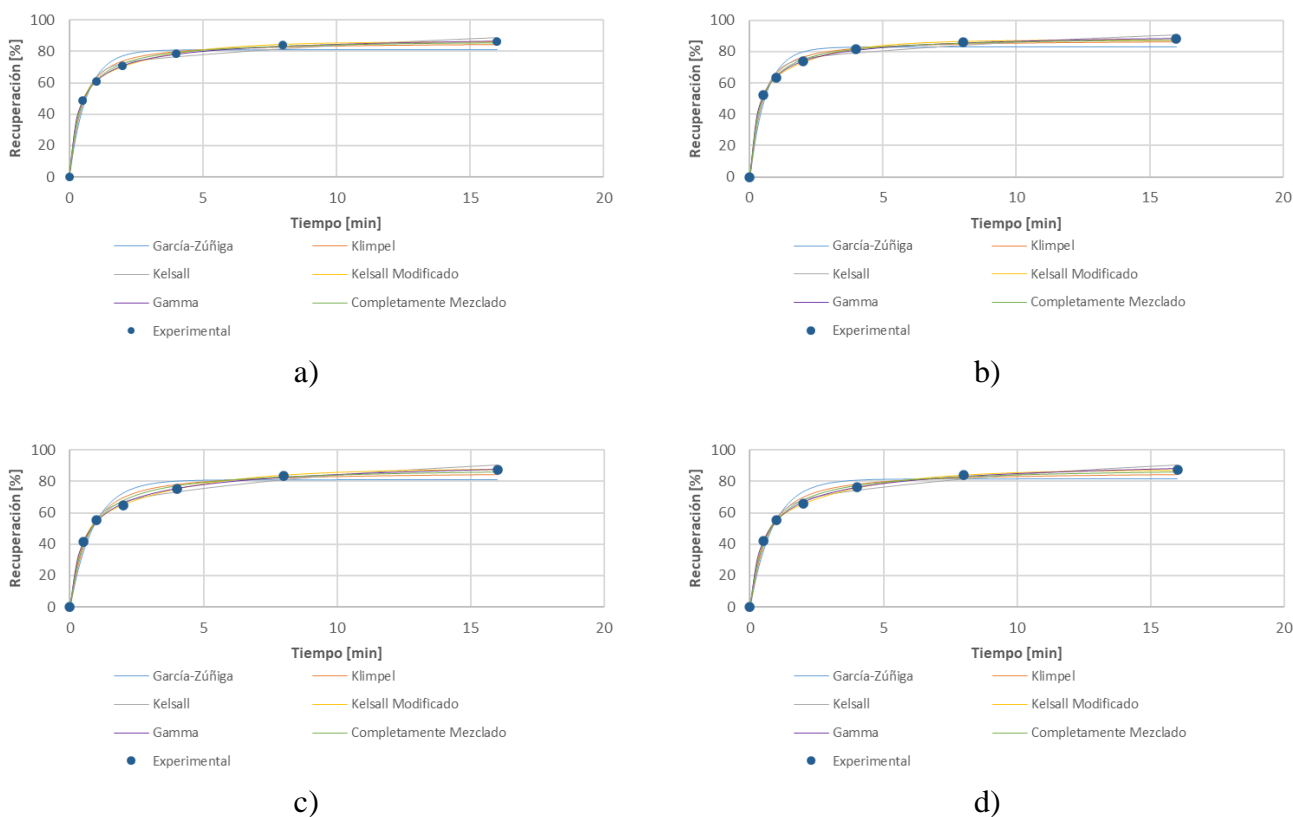 Recuperación [%]
100
80
60
40
20
0
0 5 10 15 20
Tiempo [min]
García-Zúñiga Klimpel
Kelsall Kelsall Modificado
Gamma Completamente Mezclado
Experimental
a)
Recuperación [%]
100
80
60
40
20
0
0 5 10 15 20
Tiempo [min]
García-Zúñiga Klimpel
Kelsall Kelsall Modificado
Gamma Completamente Mezclado
Experimental
b)
Recuperación [%]
100
80
60
40
20
0
0 5 10 15 20
Tiempo [min]
García-Zúñiga Klimpel
Kelsall Kelsall Modificado
Gamma Completamente Mezclado
Experimental
c)
Recuperación [%]
100
80
60
40
20
0
0 5 10 15 20
Tiempo [min]
García-Zúñiga Klimpel
Kelsall Kelsall Modificado
Gamma Completamente Mezclado
Experimental
d)